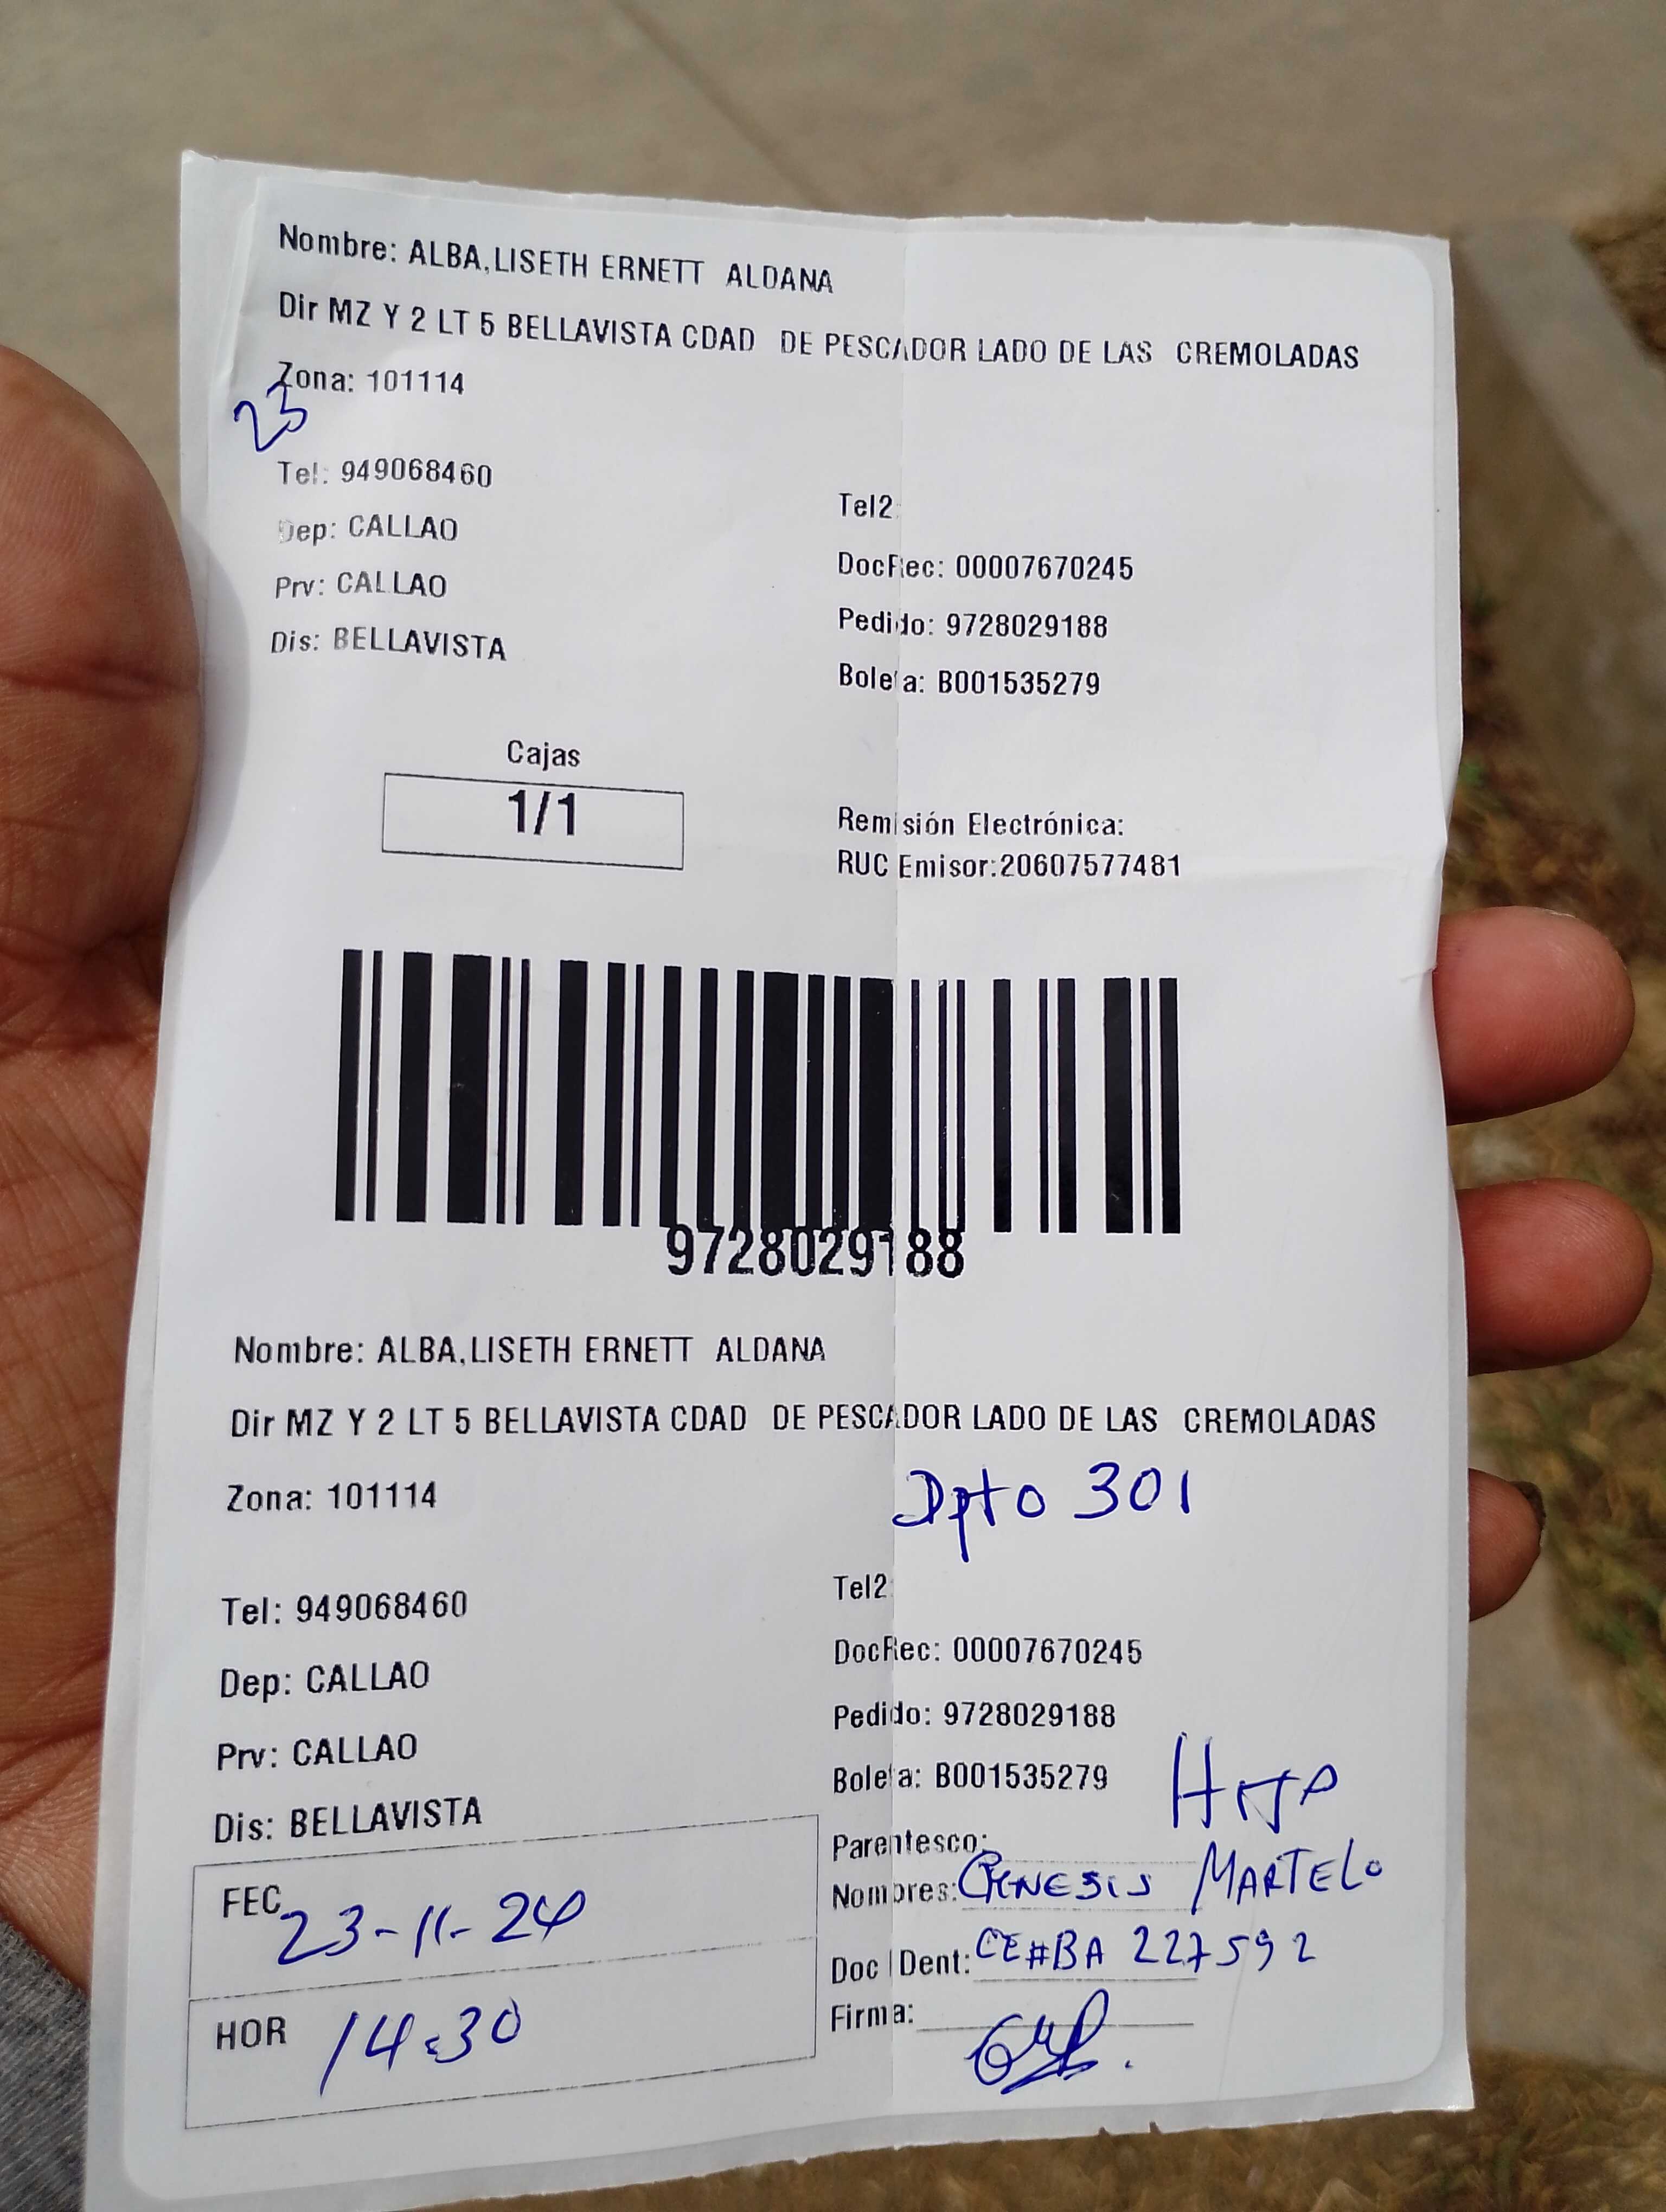 Nombre: ALBA,LISETH ERNETT ALDANA
Dir MZ Y 2 LT 5 BELLAVISTA CDAD DE PESCADOR LADO DE LAS CREMOLADAS
Zona: 101114
23
Tel: 949068460
Tel2:
Dep: CALLAO
DocRec: 00007670245
Prv: CALLAO
Pedido: 9728029188
Dis: BELLAVISTA
Boleta: B001535279
Cajas
1/1
Remisión Electrónica:
RUC Emisor:20607577481
9728029188
Nombre: ALBA,LISETH ERNETT ALDANA
Dir MZ Y 2 LT 5 BELLAVISTA CDAD DE PESCADOR LADO DE LAS CREMOLADAS
Zona: 101114
Dpto 301
Tel: 949068460
Tel2:
Dep: CALLAO
DocRec: 00007670245
Prv: CALLAO
Pedido: 9728029188
Dis: BELLAVISTA
Boleta: B001535279
Parentesco: Hija
Nombres: GENESIS MARTELO
Doc Dent: CE#BA 227592
Firma:
FEC 23-11-24
HOR 14:30